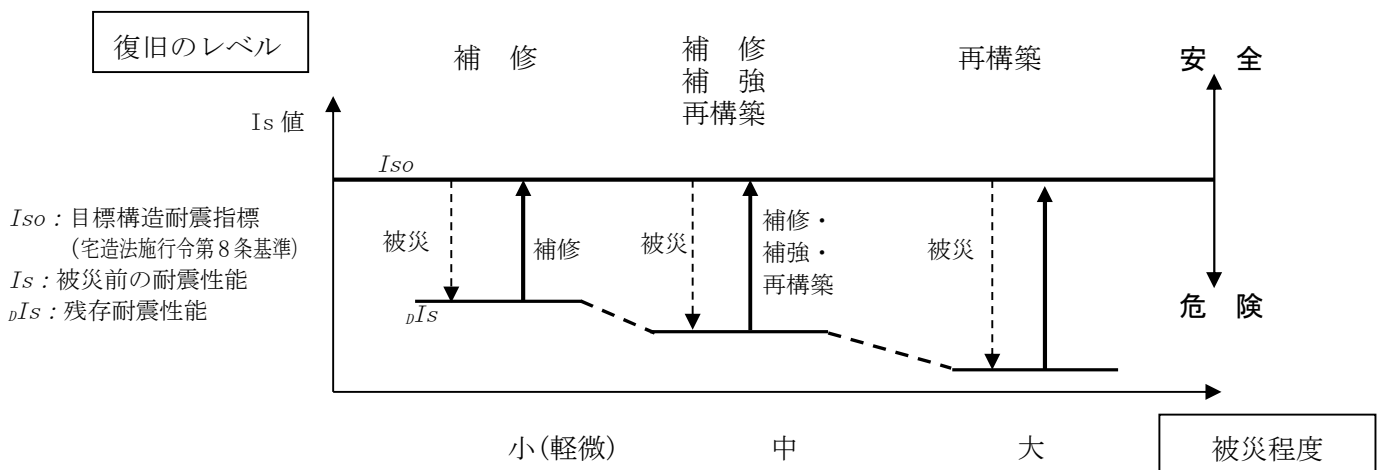 復旧のレベル
補 修
補 修
補 強
再構築
再構築
安 全
Is 値
Iso
Iso：目標構造耐震指標
(宅造法施行令第８条基準)
Is：被災前の耐震性能
DIs：残存耐震性能
被災
補修
被災
補修・
補強・
再構築
被災
DIs
危 険
小(軽微)
中
大
被災程度